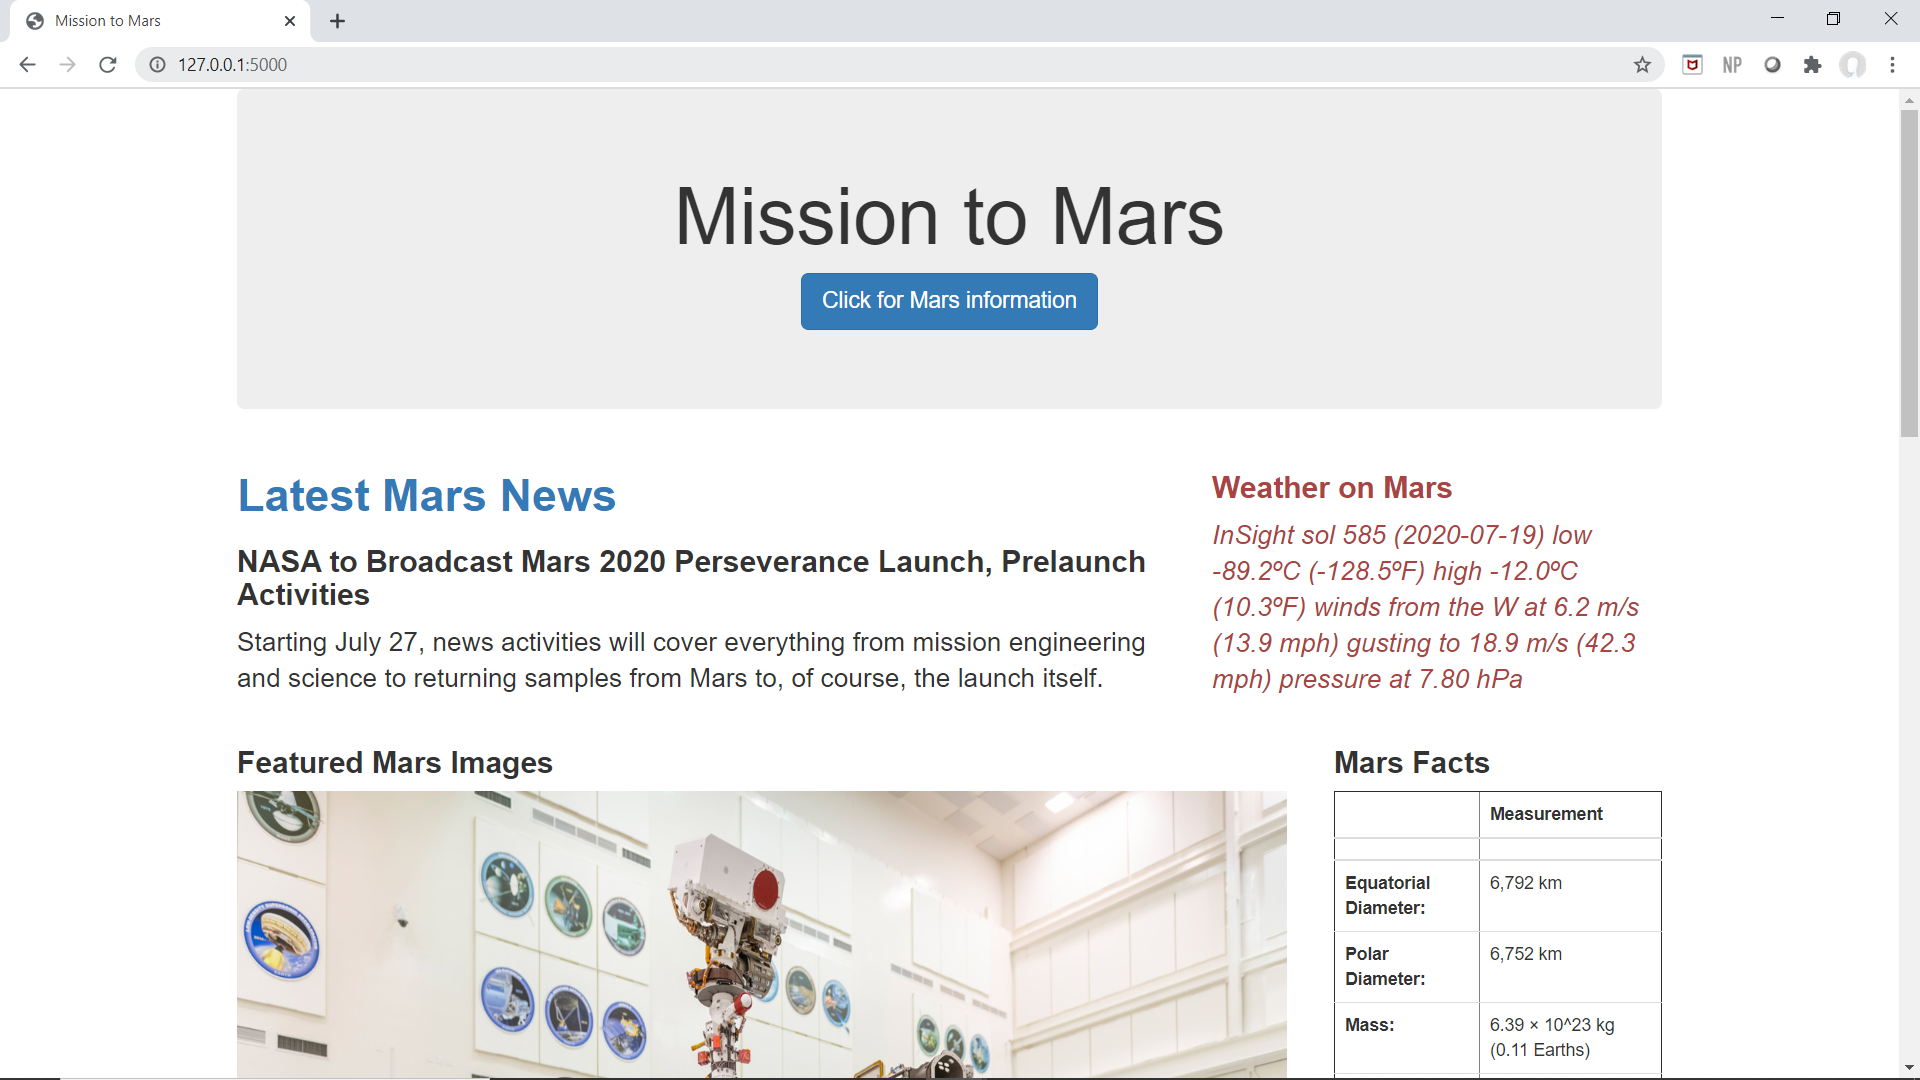 Mission to Mars
127.0.0.1:5000
NP
Mission to Mars
Click for Mars information
Latest Mars News
NASA to Broadcast Mars 2020 Perseverance Launch, Prelaunch
Activities
Starting July 27, news activities will cover everything from mission engineering
and science to returning samples from Mars to, of course, the launch itself.
Weather on Mars
InSight sol 585 (2020-07-19) low
-89.2ºC (-128.5ºF) high -12.0ºC
(10.3ºF) winds from the W at 6.2 m/s
(13.9 mph) gusting to 18.9 m/s (42.3
mph) pressure at 7.80 hPa
Featured Mars Images
Mars Facts
Measurement
Equatorial
Diameter:
6,792 km
Polar
Diameter:
6,752 km
Mass:
6.39 × 10^23 kg
(0.11 Earths)